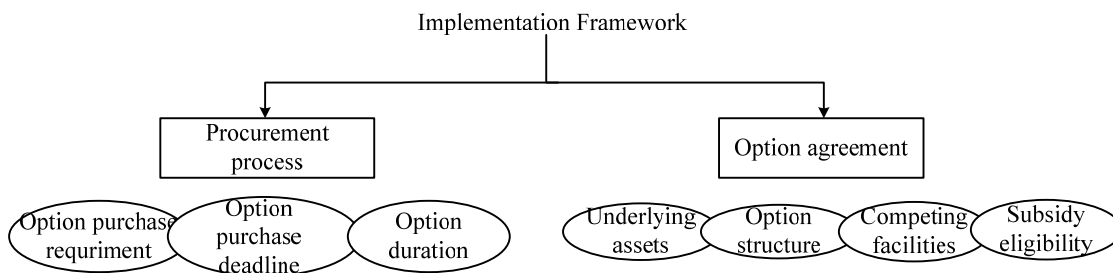 Implementation Framework
Procurement
process
Option agreement
Option purchase
requriment
Option
purchase
deadline
Option
duration
Underlying
assets
Option
structure
Competing
facilities
Subsidy
eligibility